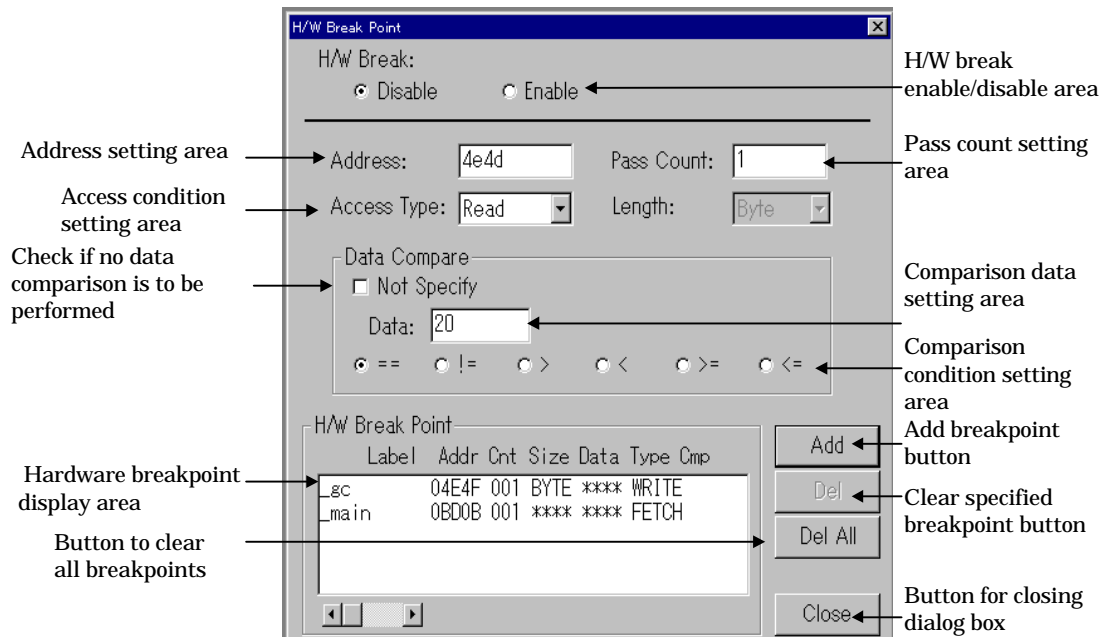 H/W Break Point
H/W Break:
Disable
Enable
H/W break
enable/disable area
Address setting area
Address:
4e4d
Pass Count:
1
Pass count setting
area
Access condition
setting area
Access Type:
Read
Length:
Byte
Check if no data
comparison is to be
performed
Data Compare
Not Specify
Data:
20
Comparison data
setting area
==
!=
>
<
>=
<=
Comparison
condition setting
area
H/W Break Point
Label Addr Cnt Size Data Type Cmp
_gc 04E4F 001 BYTE **** WRITE
_main 0BD0B 001 **** **** FETCH
Hardware breakpoint
display area
Button to clear
all breakpoints
Add
Add breakpoint
button
Del
Clear specified
breakpoint button
Del All
Close
Button for closing
dialog box